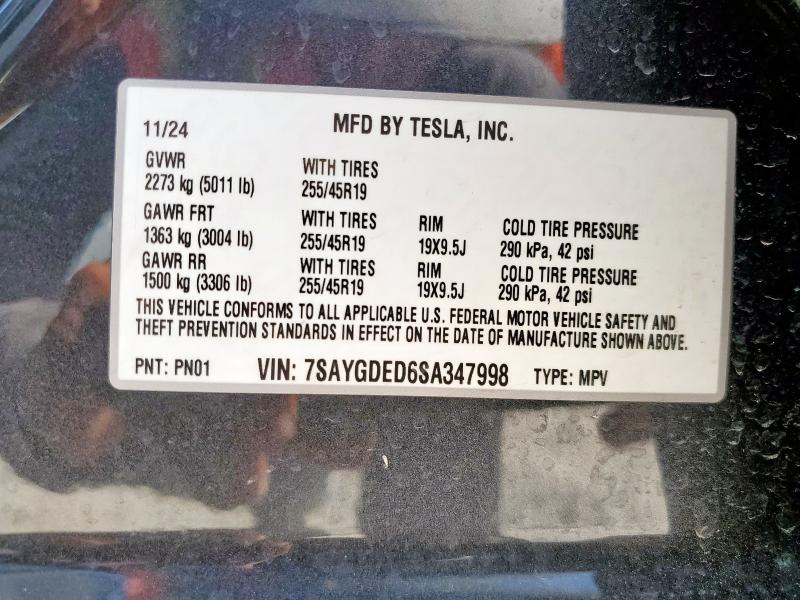 11/24 MFD BY TESLA, INC.
GVWR WITH TIRES
2273 kg (5011 lb) 255/45R19
GAWR FRT WITH TIRES RIM COLD TIRE PRESSURE
1363 kg (3004 lb) 255/45R19 19X9.5J 290 kPa, 42 psi
GAWR RR WITH TIRES RIM COLD TIRE PRESSURE
1500 kg (3306 lb) 255/45R19 19X9.5J 290 kPa, 42 psi
THIS VEHICLE CONFORMS TO ALL APPLICABLE U.S. FEDERAL MOTOR VEHICLE SAFETY AND
THEFT PREVENTION STANDARDS IN EFFECT ON THE DATE OF MANUFACTURE SHOWN ABOVE.
PNT: PN01 VIN: 7SAYGDED6SA347998 TYPE: MPV